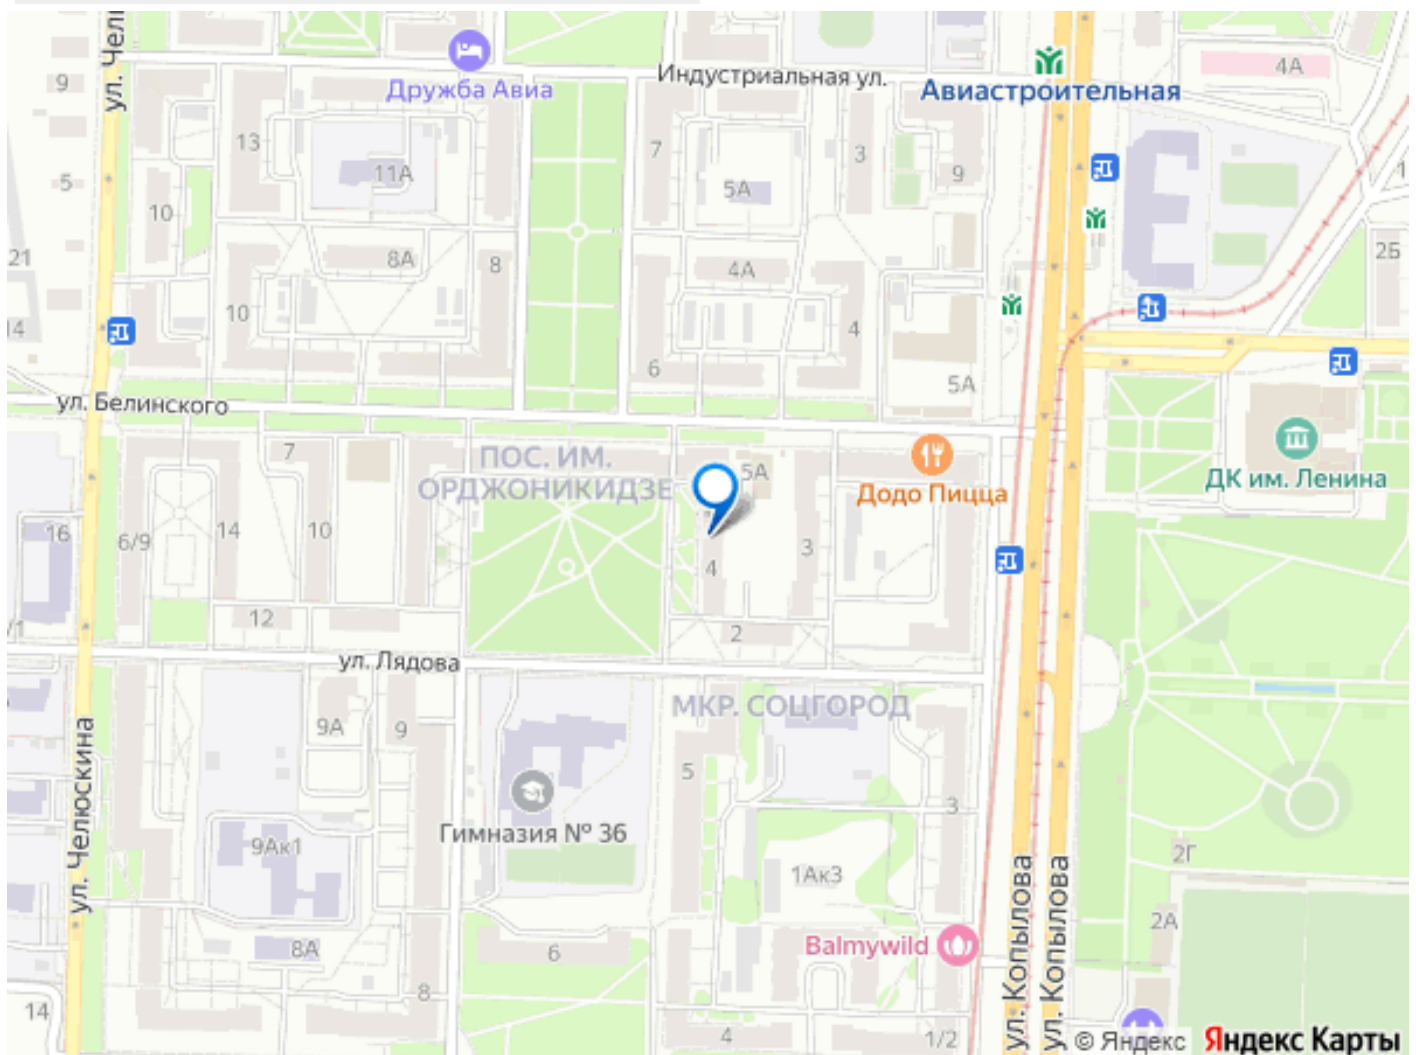 ул. Чел
9
Дружба Авиа
Индустриальная ул.
Авиастроительная
4А
13
11А
7
3
5А
9
5
10
1
21
8А
8
4А
2Б
10
14
4
6
5А
ул. Белинского
7
ПОС. ИМ.
ОРДЖОНИКИДЗЕ
5А
Додо Пицца
ДК им. Ленина
16
6/9
14
10
4
3
12
2
/1
ул. Лядова
МКР. СОЦГОРОД
9А
9
5
3
ул. Челюскина
Гимназия № 36
9Ак1
1Ак3
2Г
2А
8А
6
Balmywild
ул. Копылова
ул. Копылова
14
8
4
1/2
© Яндекс Яндекс Карты